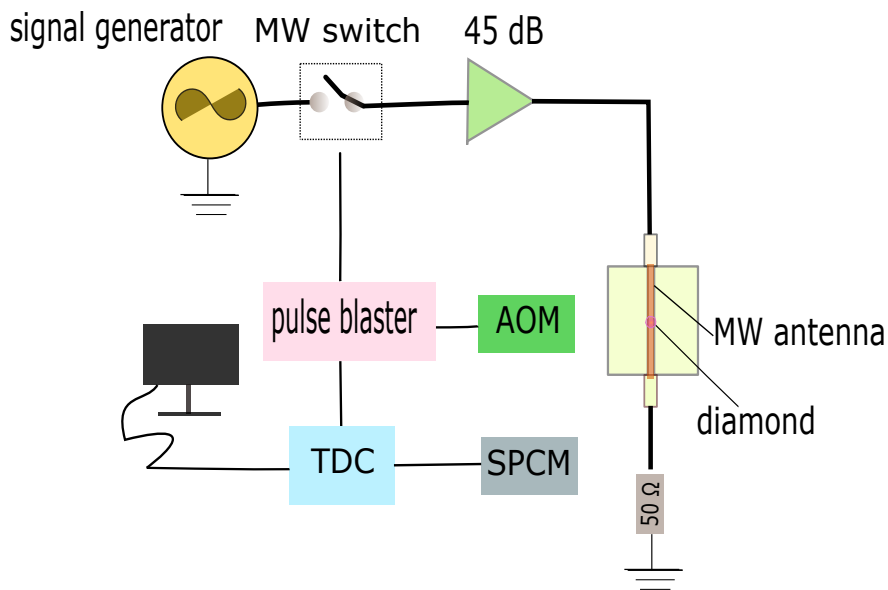 signal generator
MW switch
45 dB
pulse blaster
AOM
MW antenna
diamond
TDC
SPCM
50 Ω